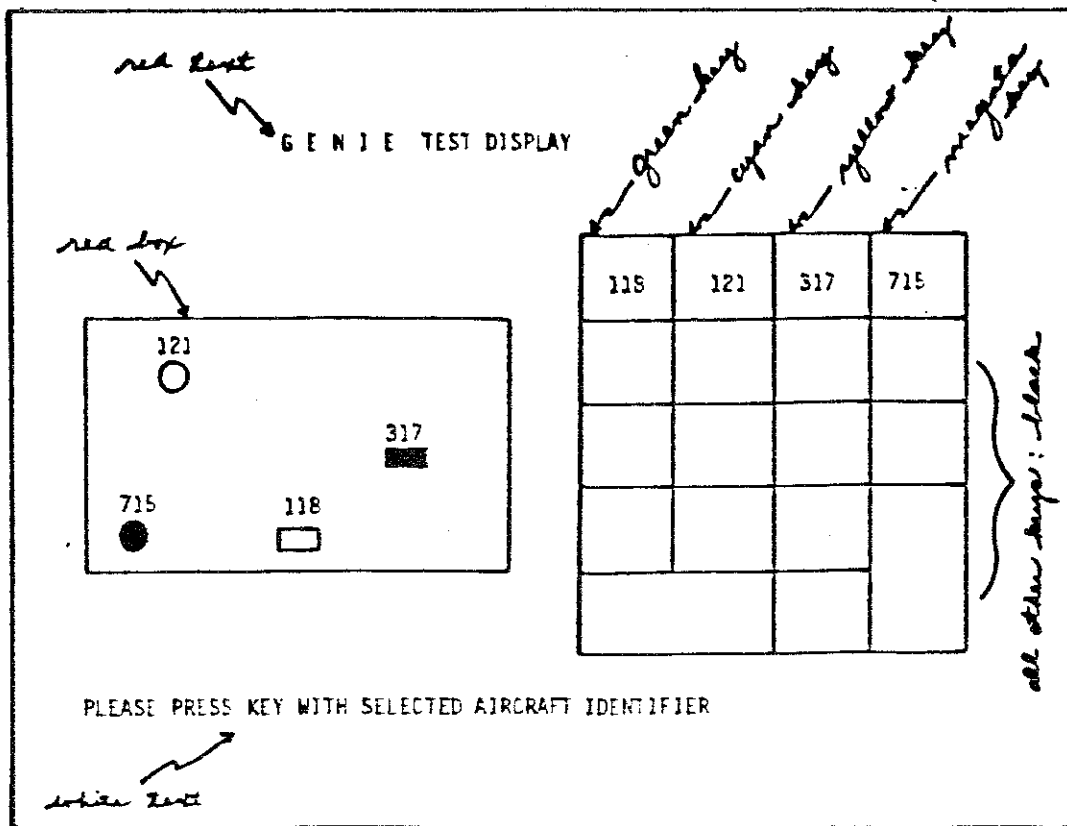 red text
G E N I E TEST DISPLAY
green key
cyan key
yellow key
magenta key
red box
118 121 317 715
121
317
715 118
all other keys: black
PLEASE PRESS KEY WITH SELECTED AIRCRAFT IDENTIFIER
white text